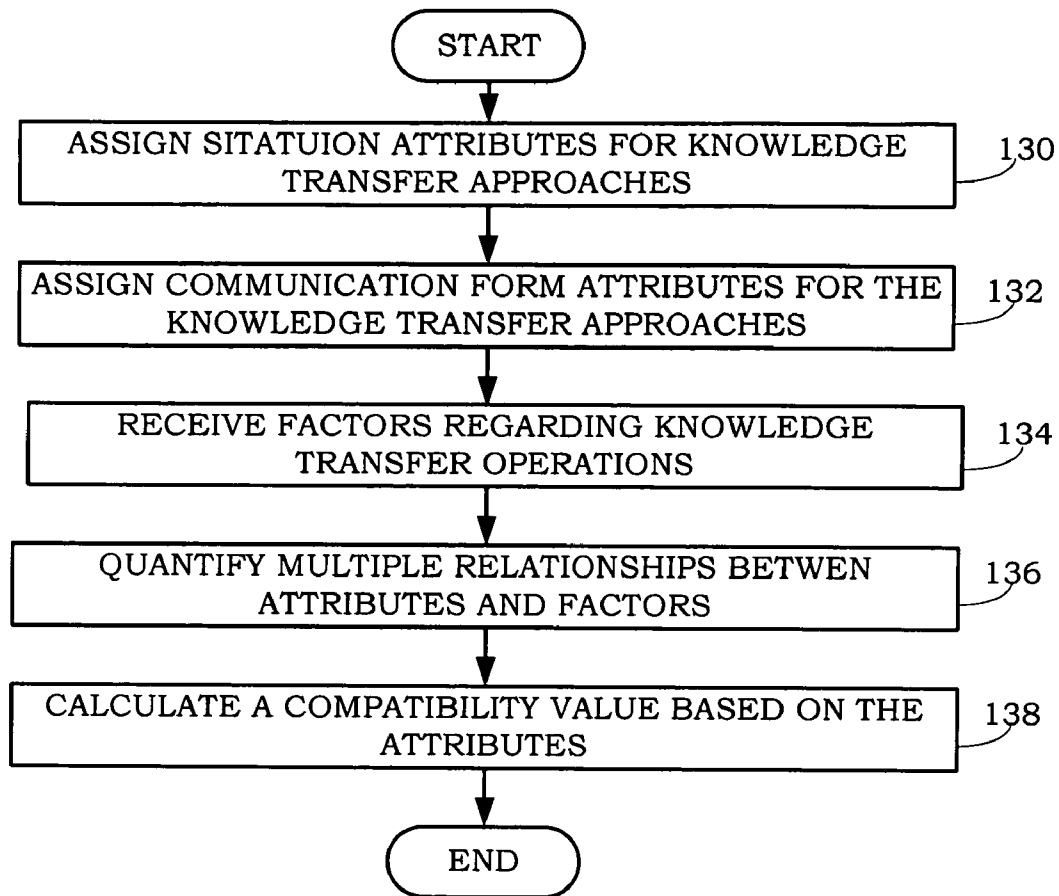 START
ASSIGN SITATUION ATTRIBUTES FOR KNOWLEDGE
TRANSFER APPROACHES
130
ASSIGN COMMUNICATION FORM ATTRIBUTES FOR THE
KNOWLEDGE TRANSFER APPROACHES
132
RECEIVE FACTORS REGARDING KNOWLEDGE
TRANSFER OPERATIONS
134
QUANTIFY MULTIPLE RELATIONSHIPS BETWEN
ATTRIBUTES AND FACTORS
136
CALCULATE A COMPATIBILITY VALUE BASED ON THE
ATTRIBUTES
138
END